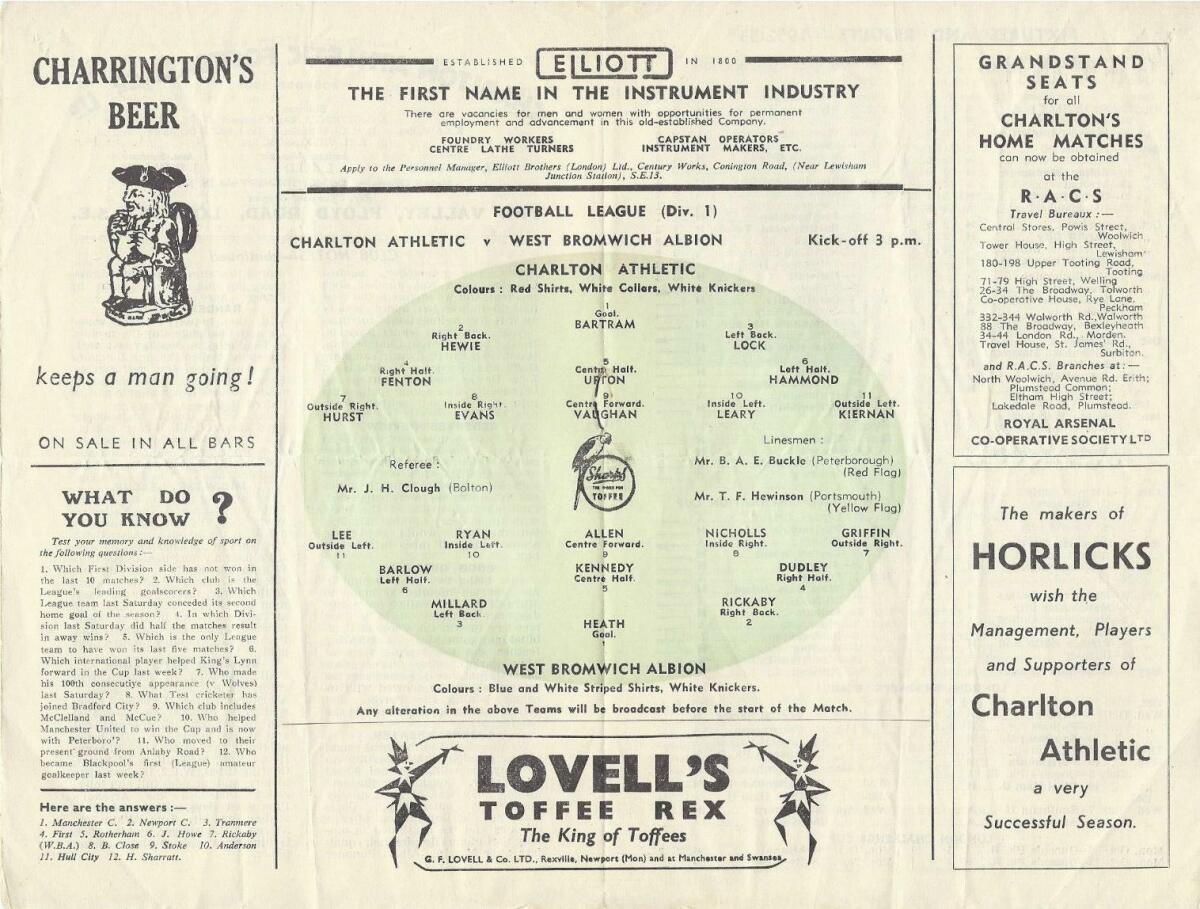 CHARRINGTON'S
BEER
keeps a man going!
ON SALE IN ALL BARS
WHAT DO
YOU KNOW ?
Test your memory and knowledge of sport on
the following questions :—
1. Which First Division side has not won in
the last 10 matches? 2. Which club is the
League's leading goalscorers? 3. Which
League team last Saturday conceded its second
home goal of the season? 4. In which Divi-
sion last Saturday did half the matches result
in away wins? 5. Which is the only League
team to have won its last five matches? 6.
Which international player helped King's Lynn
forward in the Cup last week? 7. Who made
his 100th consecutive appearance (v Wolves)
last Saturday? 8. What Test cricketer has
joined Bradford City? 9. Which club includes
McClelland and McCue? 10. Who helped
Manchester United to win the Cup and is now
with Peterboro'? 11. Who moved to their
present ground from Anlaby Road? 12. Who
became Blackpool's first (League) amateur
goalkeeper last week?
Here are the answers :—
1. Manchester C. 2. Newport C. 3. Tranmere
4. First 5. Rotherham 6. J. Howe 7. Rickaby
(W.B.A.) 8. B. Close 9. Stoke 10. Anderson
11. Hull City 12. H. Sharratt.
ESTABLISHED ELLIOTT IN 1800
THE FIRST NAME IN THE INSTRUMENT INDUSTRY
There are vacancies for men and women with opportunities for permanent
employment and advancement in this old-established Company.
FOUNDRY WORKERS CAPSTAN OPERATORS
CENTRE LATHE TURNERS INSTRUMENT MAKERS, ETC.
Apply to the Personnel Manager, Elliott Brothers (London) Ltd., Century Works, Conington Road, (Near Lewisham
Junction Station), S.E.13.
FOOTBALL LEAGUE (Div. 1)
CHARLTON ATHLETIC v WEST BROMWICH ALBION Kick-off 3 p.m.
CHARLTON ATHLETIC
Colours : Red Shirts, White Collars, White Knickers
1
Goal.
BARTRAM
2 3
Right Back. Left Back.
HEWIE LOCK
4 5 6
Right Half. Centre Half. Left Half.
FENTON UFTON HAMMOND
7 8 9 10 11
Outside Right. Inside Right. Centre Forward. Inside Left. Outside Left.
HURST EVANS VAUGHAN LEARY KIERNAN
Referee :
Mr. J. H. Clough (Bolton)
Sharps
THE WORD FOR
TOFFEE
Linesmen :
Mr. B. A. E. Buckle (Peterborough)
(Red Flag)
Mr. T. F. Hewinson (Portsmouth)
(Yellow Flag)
LEE RYAN ALLEN NICHOLLS GRIFFIN
Outside Left. Inside Left. Centre Forward. Inside Right. Outside Right.
11 10 9 8 7
BARLOW KENNEDY DUDLEY
Left Half. Centre Half. Right Half.
6 5 4
MILLARD RICKABY
Left Back. Right Back.
3 2
HEATH
Goal.
1
WEST BROMWICH ALBION
Colours : Blue and White Striped Shirts, White Knickers.
Any alteration in the above Teams will be broadcast before the start of the Match.
LOVELL'S
TOFFEE REX
The King of Toffees
G. F. LOVELL & Co. LTD., Rexville, Newport (Mon) and at Manchester and Swansea
GRANDSTAND
SEATS
for all
CHARLTON'S
HOME MATCHES
can now be obtained
at the
R·A·C·S
Travel Bureaux :—
Central Stores, Powis Street,
Woolwich
Tower House, High Street,
Lewisham
180-198 Upper Tooting Road,
Tooting
71-79 High Street, Welling
26-34 The Broadway, Tolworth
Co-operative House, Rye Lane,
Peckham
332-344 Walworth Rd.,Walworth
88 The Broadway, Bexleyheath
34-44 London Rd., Morden.
Travel House, St. James' Rd.,
Surbiton.
and R.A.C.S. Branches at :—
North Woolwich, Avenue Rd. Erith;
Plumstead Common;
Eltham High Street;
Lakedale Road, Plumstead.
ROYAL ARSENAL
CO-OPERATIVE SOCIETY LTD
The makers of
HORLICKS
wish the
Management, Players
and Supporters of
Charlton
Athletic
a very
Successful Season.